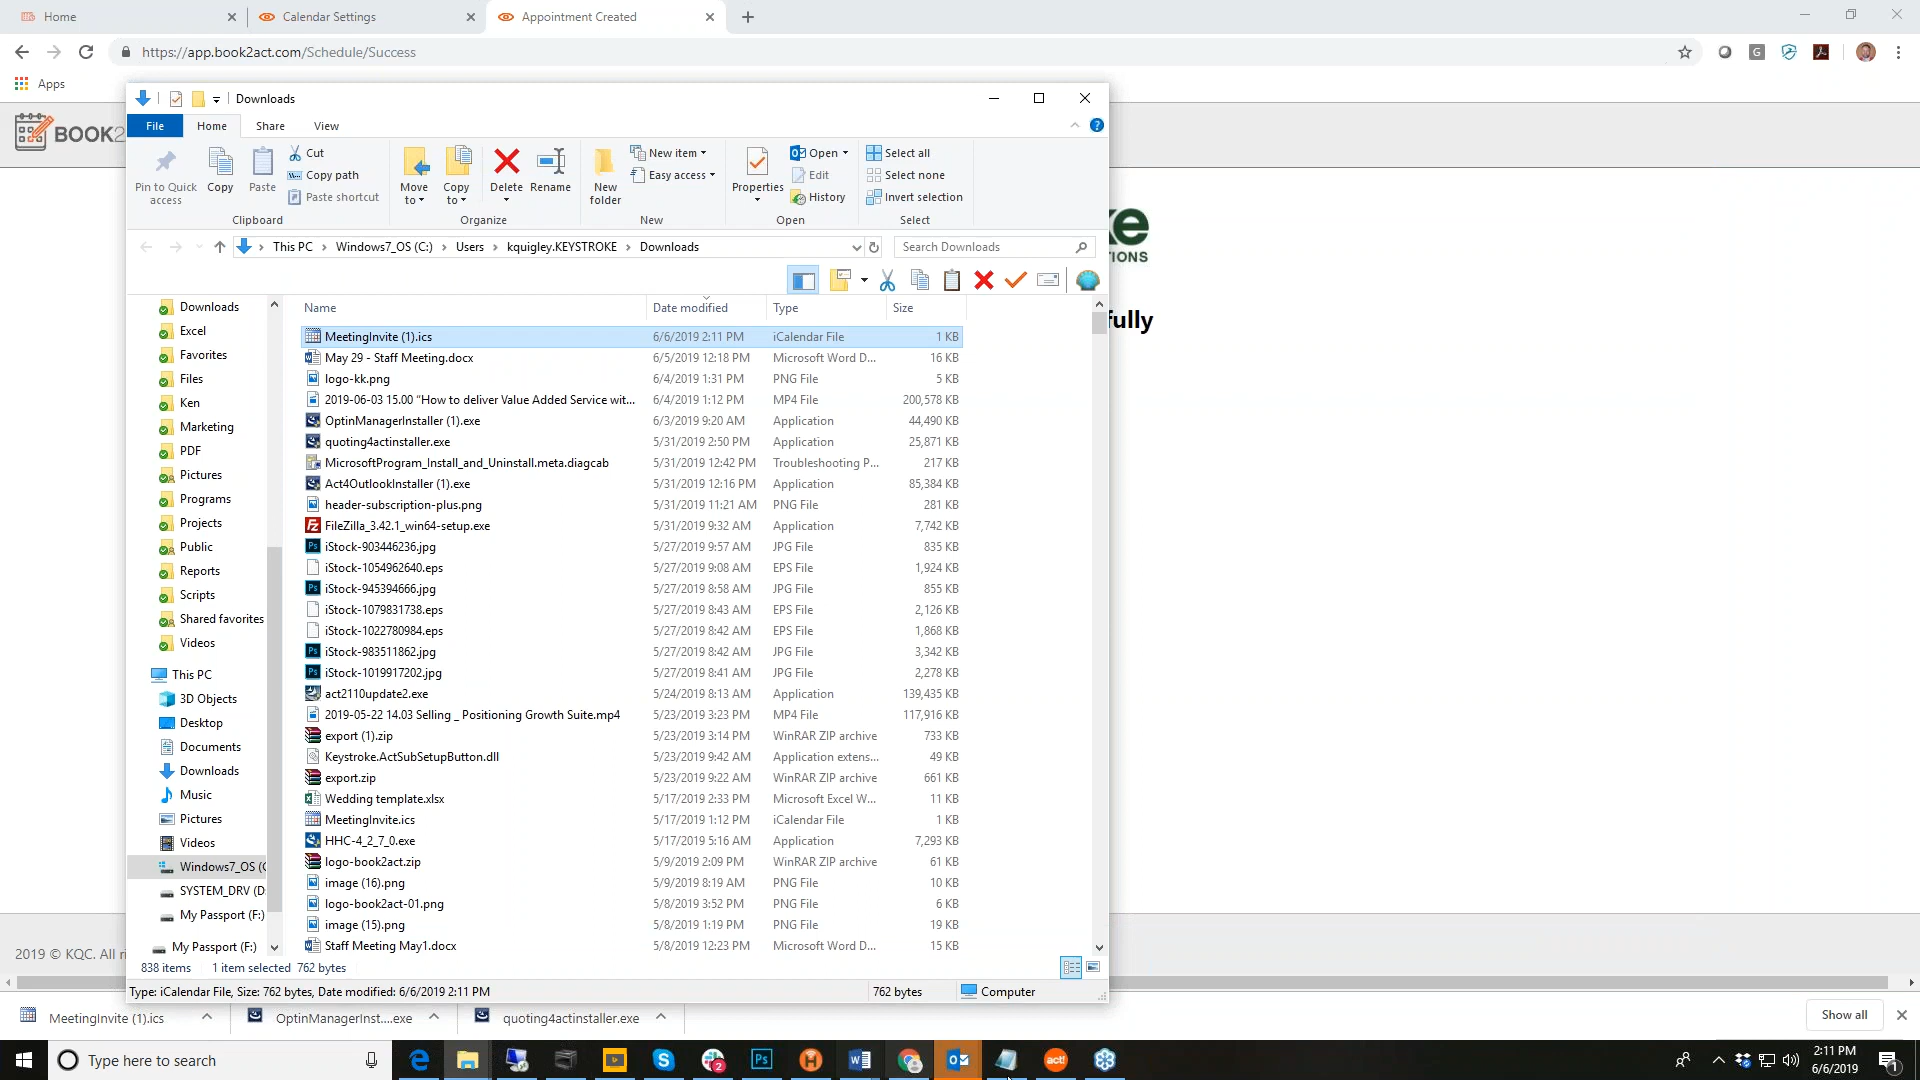 Home
Calendar Settings
Appointment Created
https://app.book2act.com/Schedule/Success
Apps
BOOK2
Downloads
File
Home
Share
View
Pin to Quick access
Copy
Paste
Cut
Copy path
Paste shortcut
Clipboard
Move to
Copy to
Delete
Rename
Organize
New folder
New item
Easy access
New
Properties
Open
Edit
History
Open
Select all
Select none
Invert selection
Select
This PC > Windows7_OS (C:) > Users > kquigley.KEYSTROKE > Downloads
Search Downloads
ke
TIONS
fully
Downloads
Excel
Favorites
Files
Ken
Marketing
PDF
Pictures
Programs
Projects
Public
Reports
Scripts
Shared favorites
Videos
This PC
3D Objects
Desktop
Documents
Downloads
Music
Pictures
Videos
Windows7_OS (C
SYSTEM_DRV (D:
My Passport (F:)
My Passport (F:)
Name Date modified Type Size
MeetingInvite (1).ics 6/6/2019 2:11 PM iCalendar File 1 KB
May 29 - Staff Meeting.docx 6/5/2019 12:18 PM Microsoft Word D... 16 KB
logo-kk.png 6/4/2019 1:31 PM PNG File 5 KB
2019-06-03 15.00 "How to deliver Value Added Service wit... 6/4/2019 1:12 PM MP4 File 200,578 KB
OptinManagerInstaller (1).exe 6/3/2019 9:20 AM Application 44,490 KB
quoting4actinstaller.exe 5/31/2019 2:50 PM Application 25,871 KB
MicrosoftProgram_Install_and_Uninstall.meta.diagcab 5/31/2019 12:42 PM Troubleshooting P... 217 KB
Act4OutlookInstaller (1).exe 5/31/2019 12:16 PM Application 85,384 KB
header-subscription-plus.png 5/31/2019 11:21 AM PNG File 281 KB
FileZilla_3.42.1_win64-setup.exe 5/31/2019 9:32 AM Application 7,742 KB
iStock-903446236.jpg 5/27/2019 9:57 AM JPG File 835 KB
iStock-1054962640.eps 5/27/2019 9:08 AM EPS File 1,924 KB
iStock-945394666.jpg 5/27/2019 8:58 AM JPG File 855 KB
iStock-1079831738.eps 5/27/2019 8:43 AM EPS File 2,126 KB
iStock-1022780984.eps 5/27/2019 8:42 AM EPS File 1,868 KB
iStock-983511862.jpg 5/27/2019 8:42 AM JPG File 3,342 KB
iStock-1019917202.jpg 5/27/2019 8:41 AM JPG File 2,278 KB
act2110update2.exe 5/24/2019 8:13 AM Application 139,435 KB
2019-05-22 14.03 Selling _ Positioning Growth Suite.mp4 5/23/2019 3:23 PM MP4 File 117,916 KB
export (1).zip 5/23/2019 3:14 PM WinRAR ZIP archive 733 KB
Keystroke.ActSubSetupButton.dll 5/23/2019 9:42 AM Application exten... 49 KB
export.zip 5/23/2019 9:22 AM WinRAR ZIP archive 661 KB
Wedding template.xlsx 5/17/2019 2:33 PM Microsoft Excel W... 11 KB
MeetingInvite.ics 5/17/2019 1:12 PM iCalendar File 1 KB
HHC-4_2_7_0.exe 5/17/2019 5:16 AM Application 7,293 KB
logo-book2act.zip 5/9/2019 2:09 PM WinRAR ZIP archive 61 KB
image (16).png 5/9/2019 8:19 AM PNG File 10 KB
logo-book2act-01.png 5/8/2019 3:52 PM PNG File 6 KB
image (15).png 5/8/2019 1:19 PM PNG File 19 KB
Staff Meeting May1.docx 5/8/2019 12:23 PM Microsoft Word D... 15 KB
2019 © KQC. All ri
838 items 1 item selected 762 bytes
Type: iCalendar File, Size: 762 bytes, Date modified: 6/6/2019 2:11 PM 762 bytes Computer
MeetingInvite (1).ics
OptinManagerInst....exe
quoting4actinstaller.exe
Show all
Type here to search
act!
2:11 PM
6/6/2019